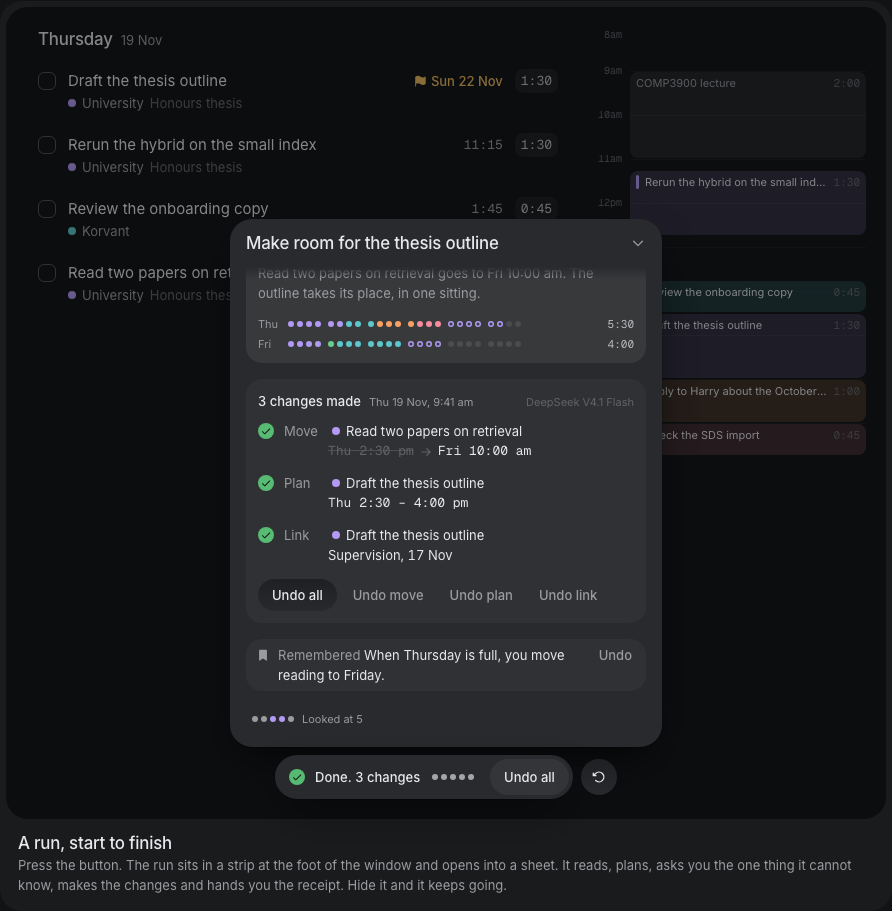 Thursday 19 Nov
Draft the thesis outline Sun 22 Nov 1:30
University Honours thesis
Rerun the hybrid on the small index 11:15 1:30
University Honours thesis
Review the onboarding copy 1:45 0:45
Korvant
Read two papers on ret
University Honours thes
8am
9am
COMP3900 lecture 2:00
10am
11am
Rerun the hybrid on the small ind... 1:30
12pm
view the onboarding copy 0:45
ft the thesis outline 1:30
ply to Harry about the October... 1:00
eck the SDS import 0:45
Make room for the thesis outline
Read two papers on retrieval goes to Fri 10:00 am. The
outline takes its place, in one sitting.
Thu 5:30
Fri 4:00
3 changes made Thu 19 Nov, 9:41 am DeepSeek V4.1 Flash
Move Read two papers on retrieval
Thu 2:30 pm → Fri 10:00 am
Plan Draft the thesis outline
Thu 2:30 – 4:00 pm
Link Draft the thesis outline
Supervision, 17 Nov
Undo all Undo move Undo plan Undo link
Remembered When Thursday is full, you move Undo
reading to Friday.
Looked at 5
Done. 3 changes Undo all
A run, start to finish
Press the button. The run sits in a strip at the foot of the window and opens into a sheet. It reads, plans, asks you the one thing it cannot
know, makes the changes and hands you the receipt. Hide it and it keeps going.